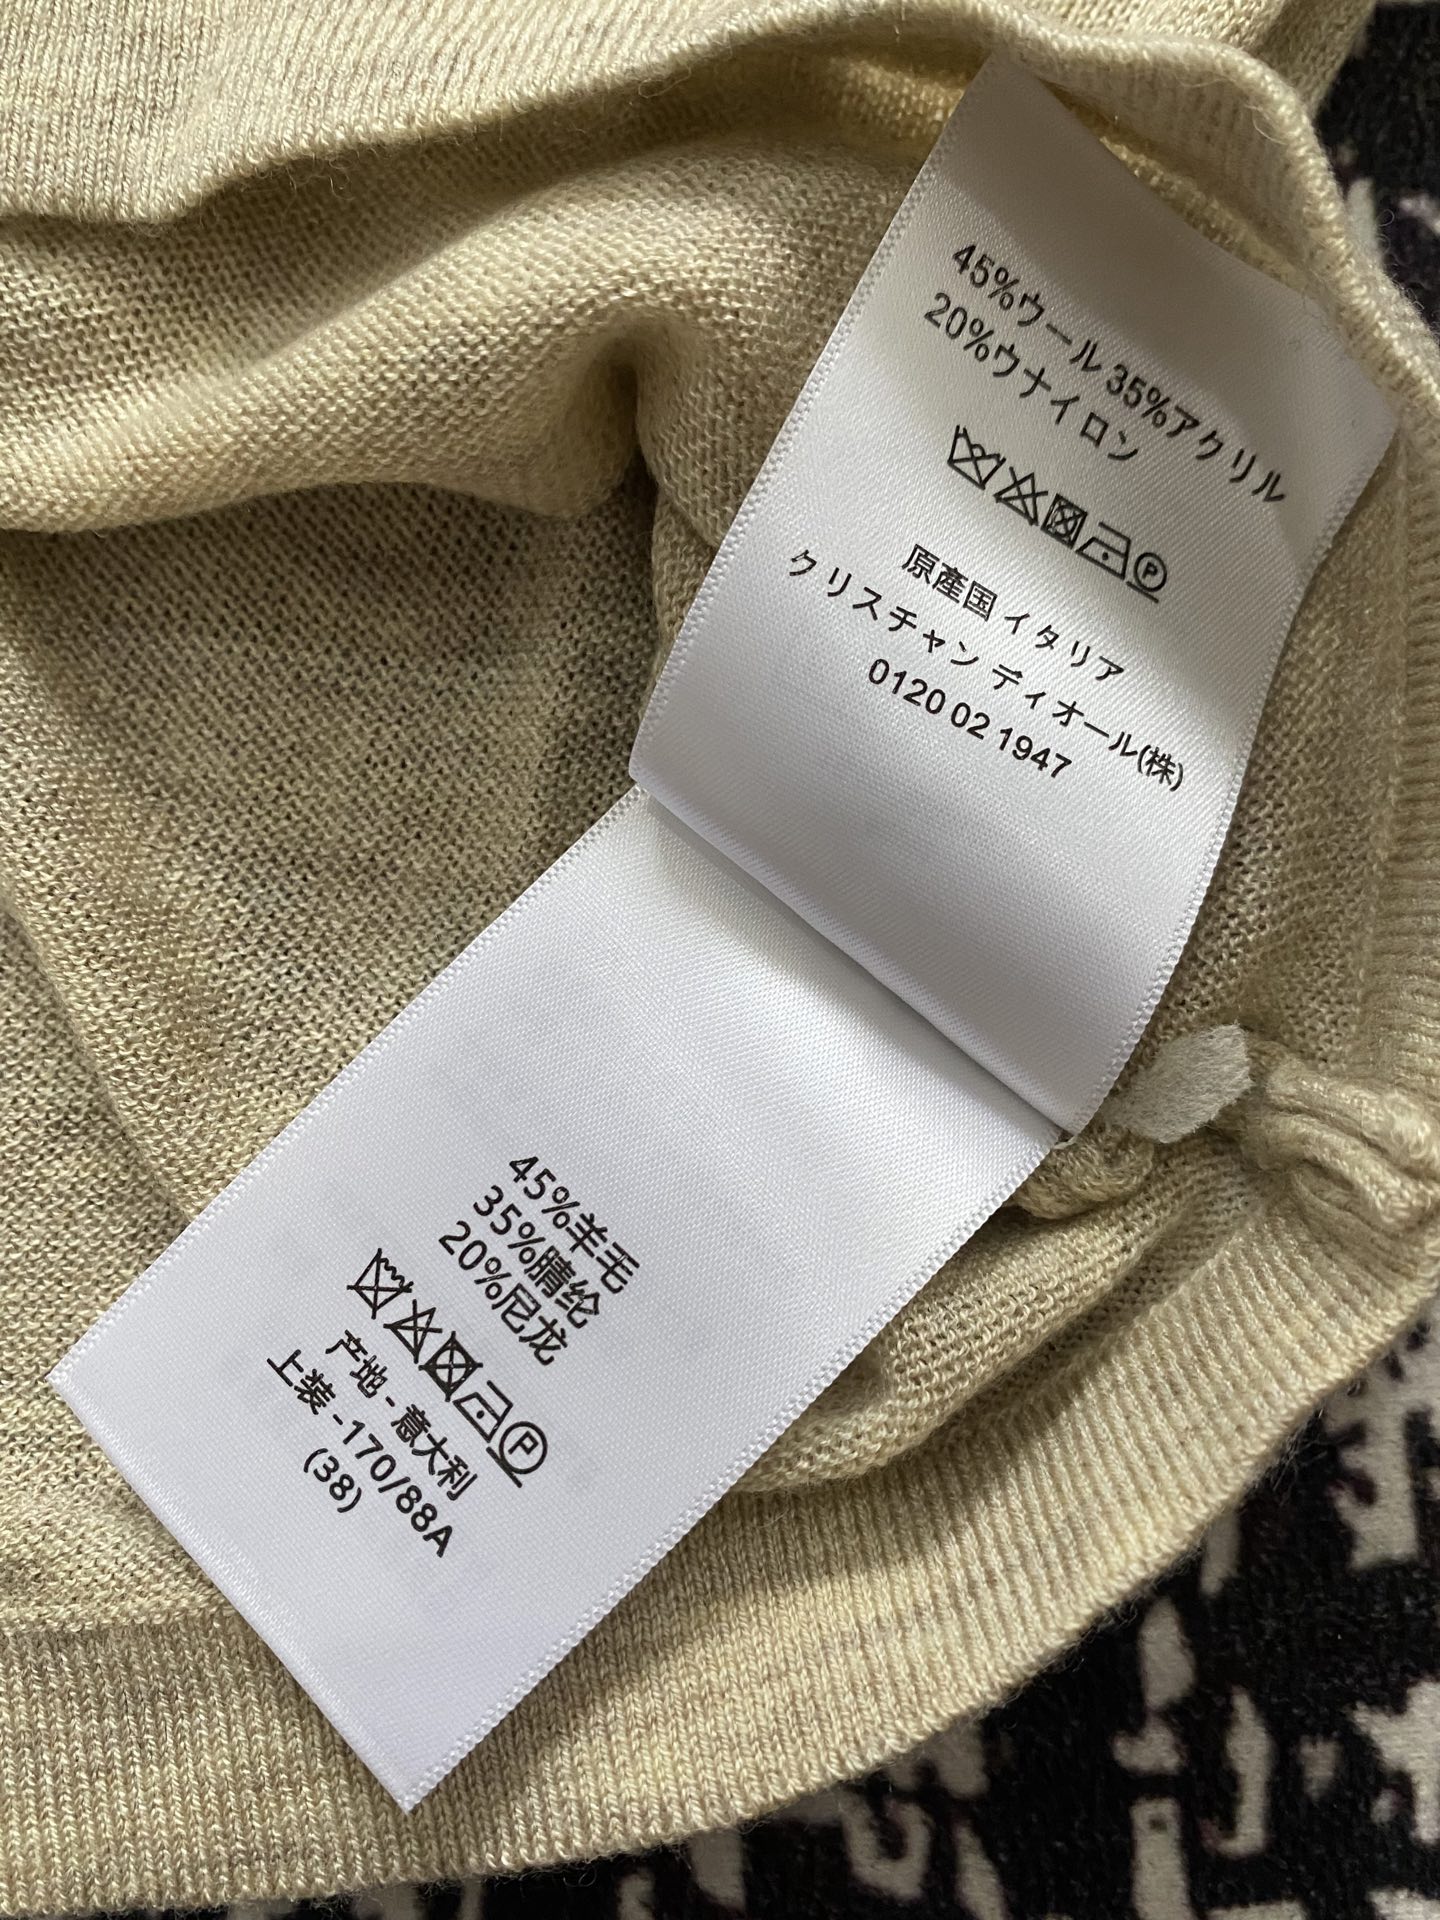 45%ウール 35%アクリル
20%ウナイロン
P
原產国 イタリア
クリスチャン ディオール(株)
0120 02 1947
45%羊毛
35%腈纶
20%尼龙
P
产地 - 意大利
上装 -170/88A
(38)